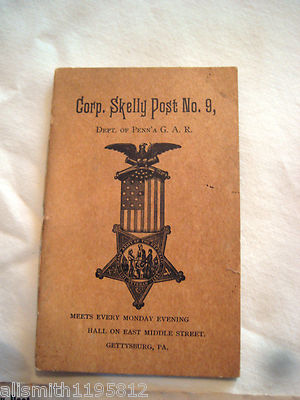 Corp. Skelly Post No. 9,
Dept. of Penn'a G. A. R.
MEETS EVERY MONDAY EVENING
HALL ON EAST MIDDLE STREET,
GETTYSBURG, PA.
allsmith1195812